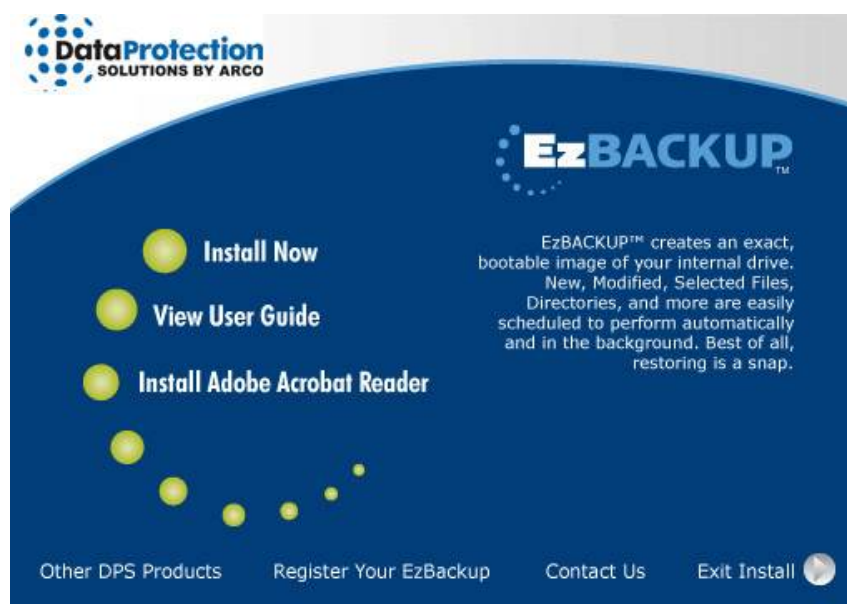 DataProtection
SOLUTIONS BY ARCO
EzBACKUP™
Install Now
View User Guide
Install Adobe Acrobat Reader
EzBACKUP™ creates an exact,
bootable image of your internal drive.
New, Modified, Selected Files,
Directories, and more are easily
scheduled to perform automatically
and in the background. Best of all,
restoring is a snap.
Other DPS Products
Register Your EzBackup
Contact Us
Exit Install